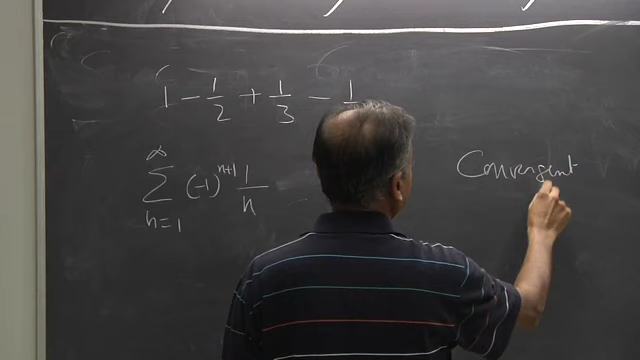 1 - 1/2 + 1/3 - 1
∞
∑ (-1)^{n+1} 1/n
n=1
Convergent